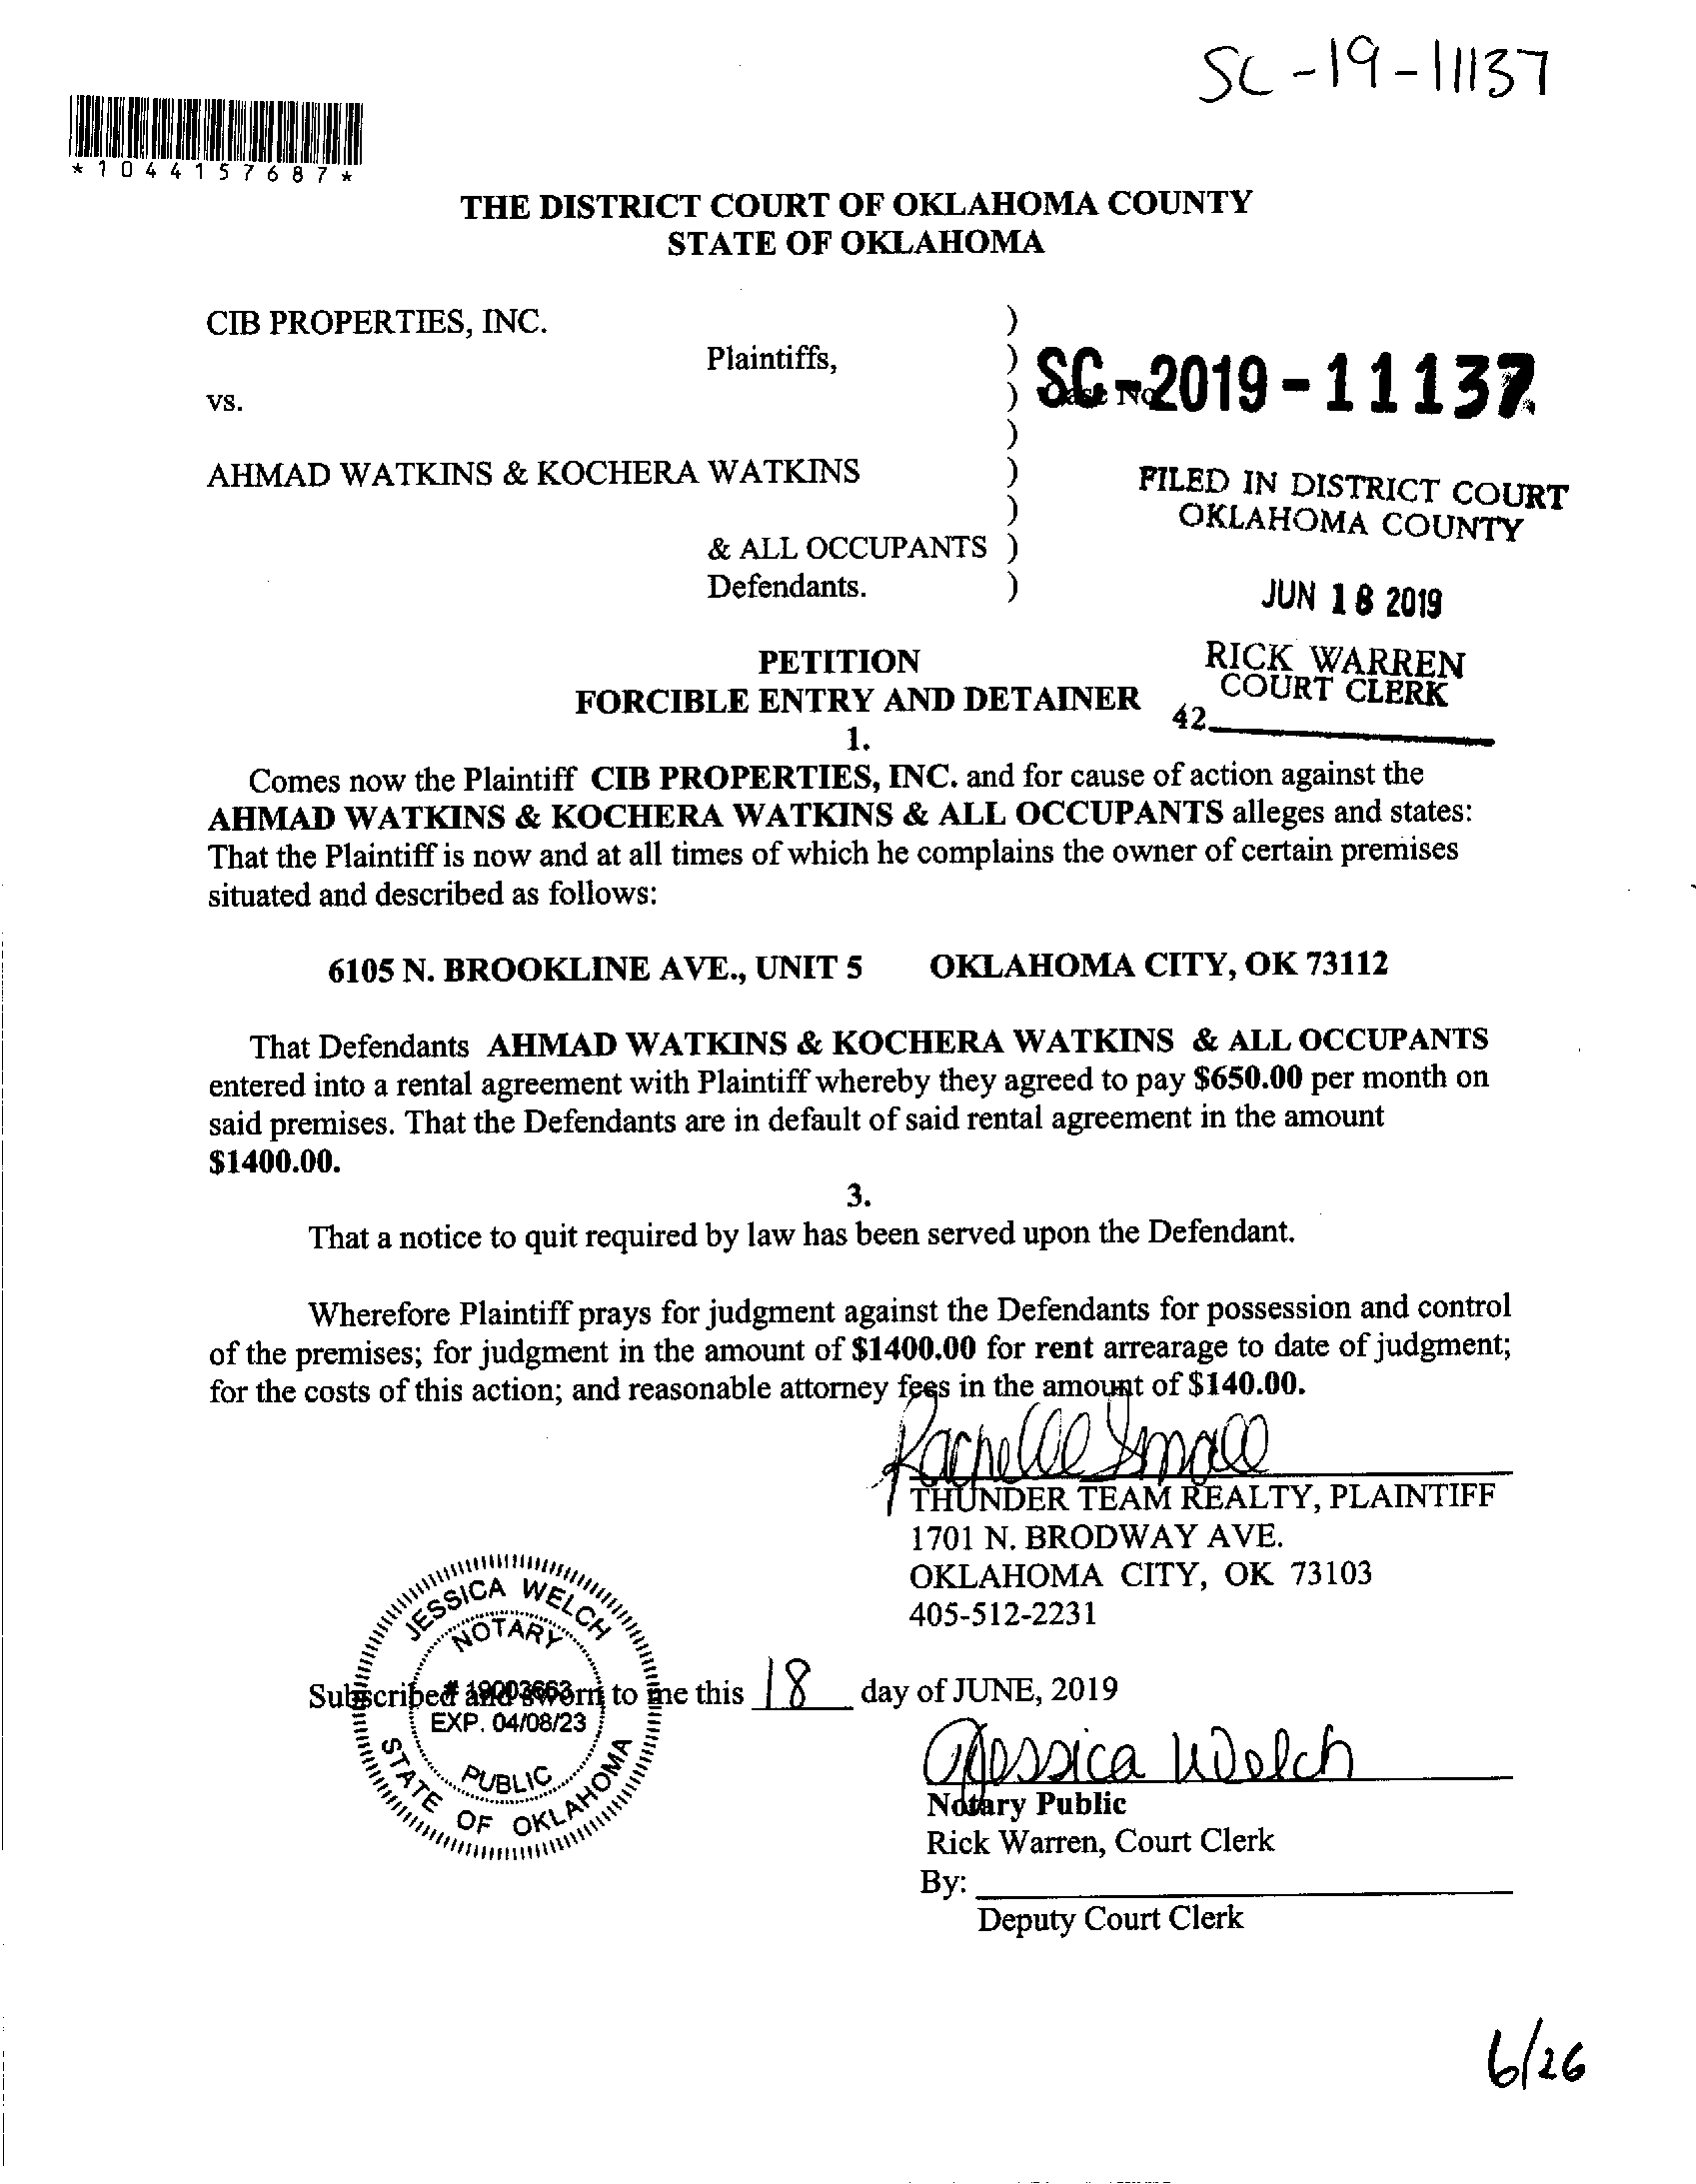 SC-19-11137
*1044157687*
THE DISTRICT COURT OF OKLAHOMA COUNTY
STATE OF OKLAHOMA
CIB PROPERTIES, INC. )
Plaintiffs, )
vs. ) Case No
SC-2019-11137
)
AHMAD WATKINS & KOCHERA WATKINS )
)
& ALL OCCUPANTS )
Defendants. )
FILED IN DISTRICT COURT
OKLAHOMA COUNTY
JUN 18 2019
RICK WARREN
COURT CLERK
42
PETITION
FORCIBLE ENTRY AND DETAINER
1.
Comes now the Plaintiff CIB PROPERTIES, INC. and for cause of action against the
AHMAD WATKINS & KOCHERA WATKINS & ALL OCCUPANTS alleges and states:
That the Plaintiff is now and at all times of which he complains the owner of certain premises
situated and described as follows:
6105 N. BROOKLINE AVE., UNIT 5 OKLAHOMA CITY, OK 73112
That Defendants AHMAD WATKINS & KOCHERA WATKINS & ALL OCCUPANTS
entered into a rental agreement with Plaintiff whereby they agreed to pay $650.00 per month on
said premises. That the Defendants are in default of said rental agreement in the amount
$1400.00.
3.
That a notice to quit required by law has been served upon the Defendant.
Wherefore Plaintiff prays for judgment against the Defendants for possession and control
of the premises; for judgment in the amount of $1400.00 for rent arrearage to date of judgment;
for the costs of this action; and reasonable attorney fees in the amount of $140.00.
Rachelle Small
THUNDER TEAM REALTY, PLAINTIFF
1701 N. BRODWAY AVE.
OKLAHOMA CITY, OK 73103
405-512-2231
JESSICA WELCH
NOTARY
# 19003663
EXP. 04/08/23
PUBLIC
STATE OF OKLAHOMA
Subscribed and sworn to me this 18 day of JUNE, 2019
Jessica Welch
Notary Public
Rick Warren, Court Clerk
By:
Deputy Court Clerk
6/26